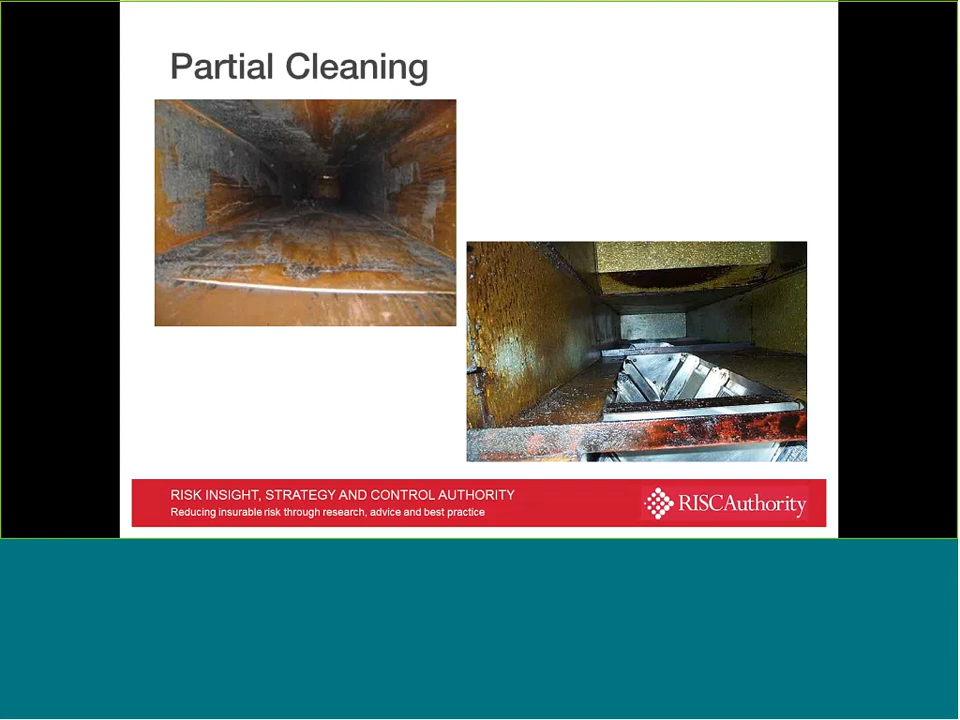 Partial Cleaning
RISK INSIGHT, STRATEGY AND CONTROL AUTHORITY
Reducing insurable risk through research, advice and best practice
RISCAuthority